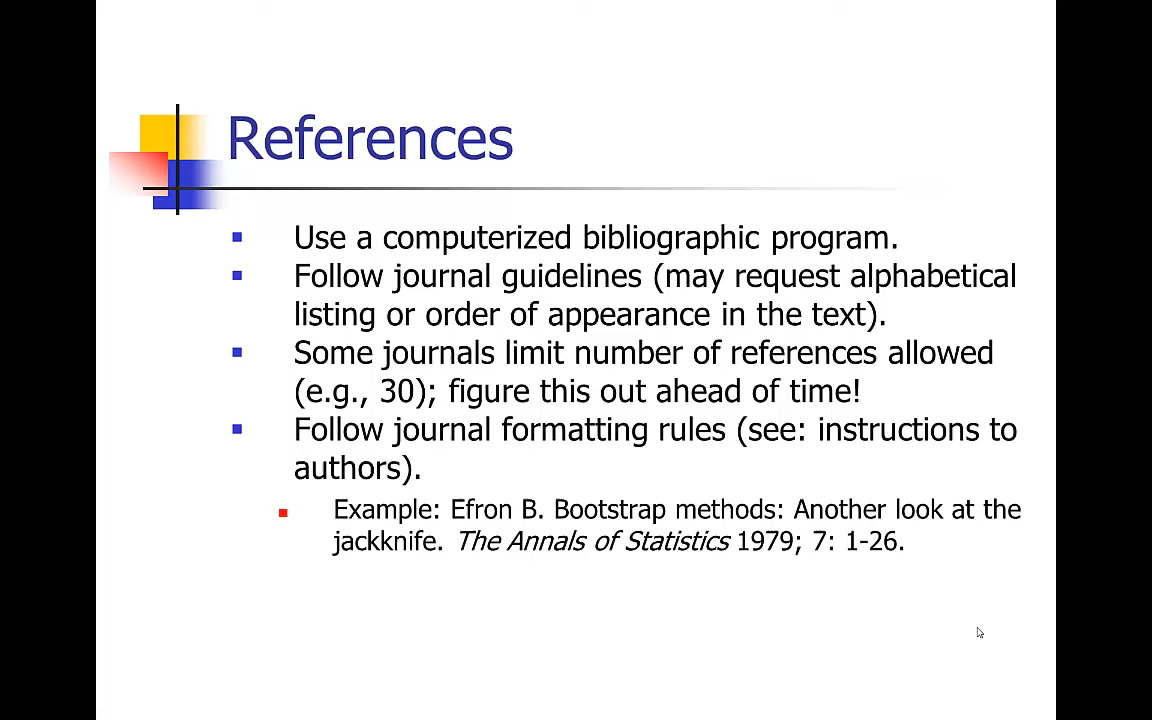 References
Use a computerized bibliographic program.
Follow journal guidelines (may request alphabetical
listing or order of appearance in the text).
Some journals limit number of references allowed
(e.g., 30); figure this out ahead of time!
Follow journal formatting rules (see: instructions to
authors).
Example: Efron B. Bootstrap methods: Another look at the
jackknife. The Annals of Statistics 1979; 7: 1-26.